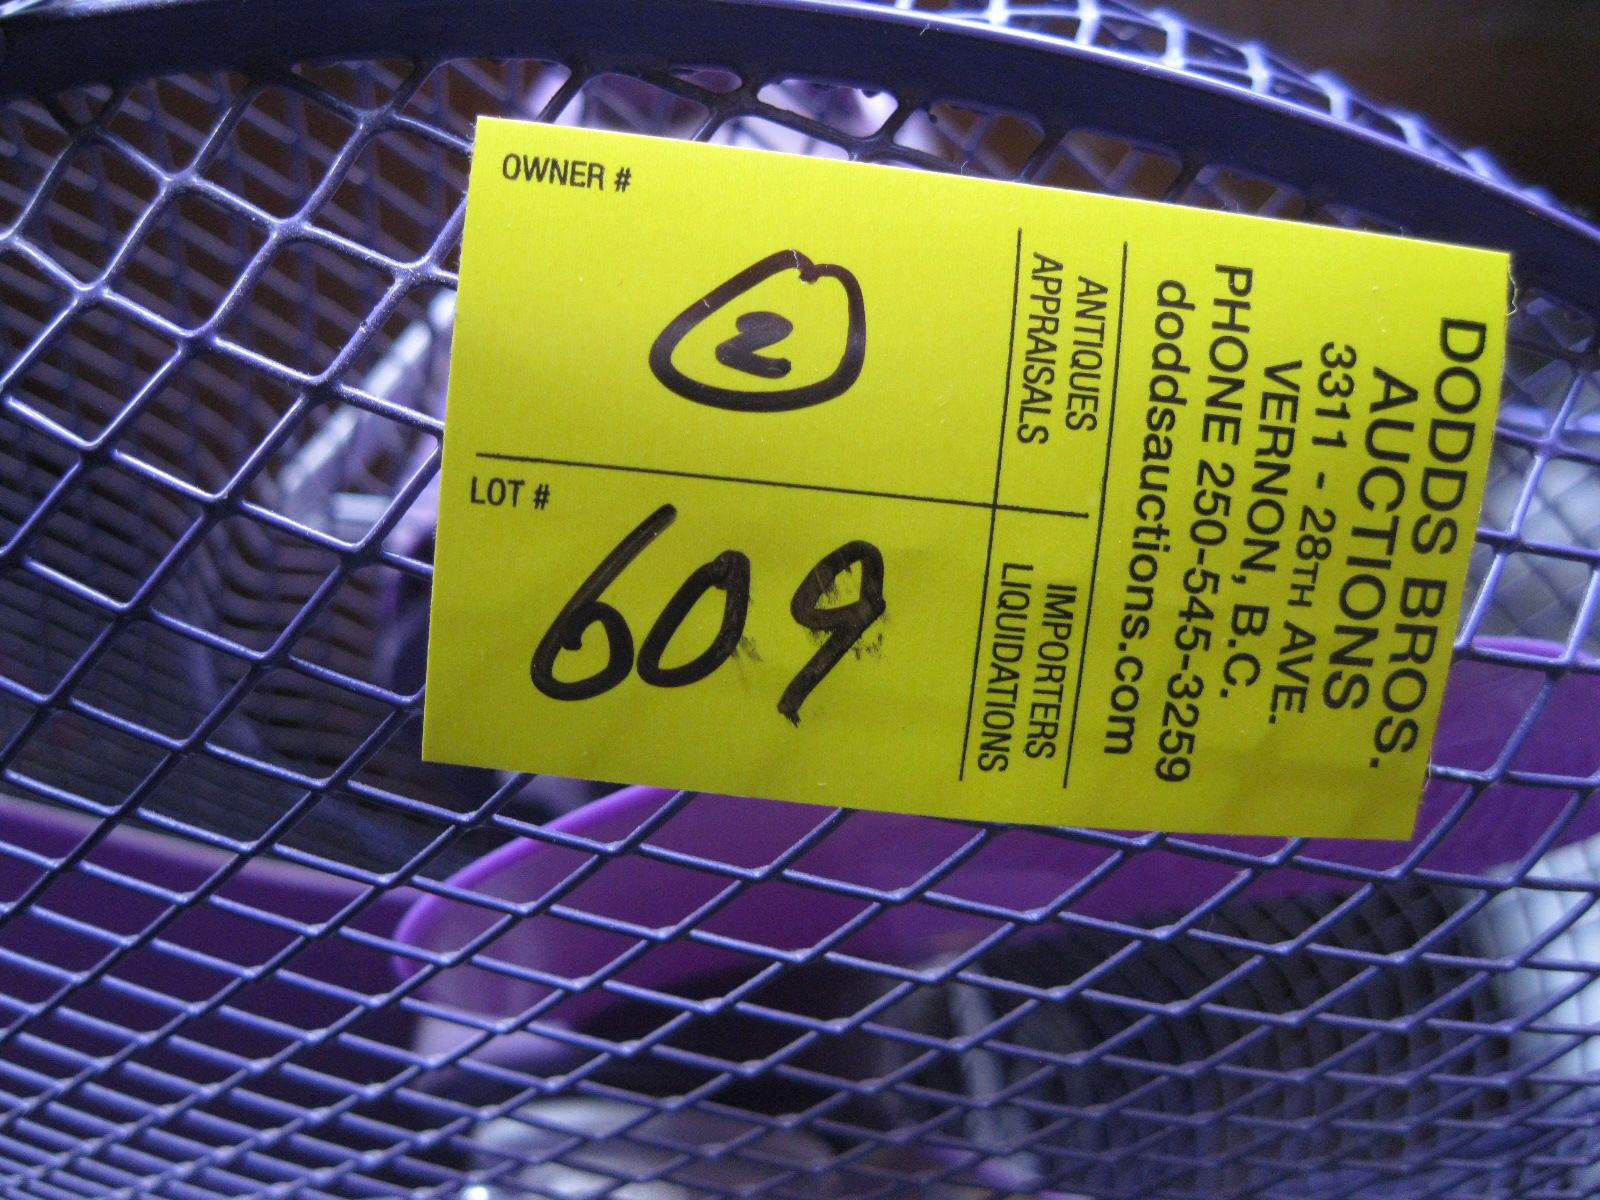 DODDS BROS.
AUCTIONS
3311 - 28TH AVE.
VERNON, B.C.
PHONE 250-545-3259
doddsauctions.com
ANTIQUES
APPRAISALS
IMPORTERS
LIQUIDATIONS
OWNER #
2
LOT #
609